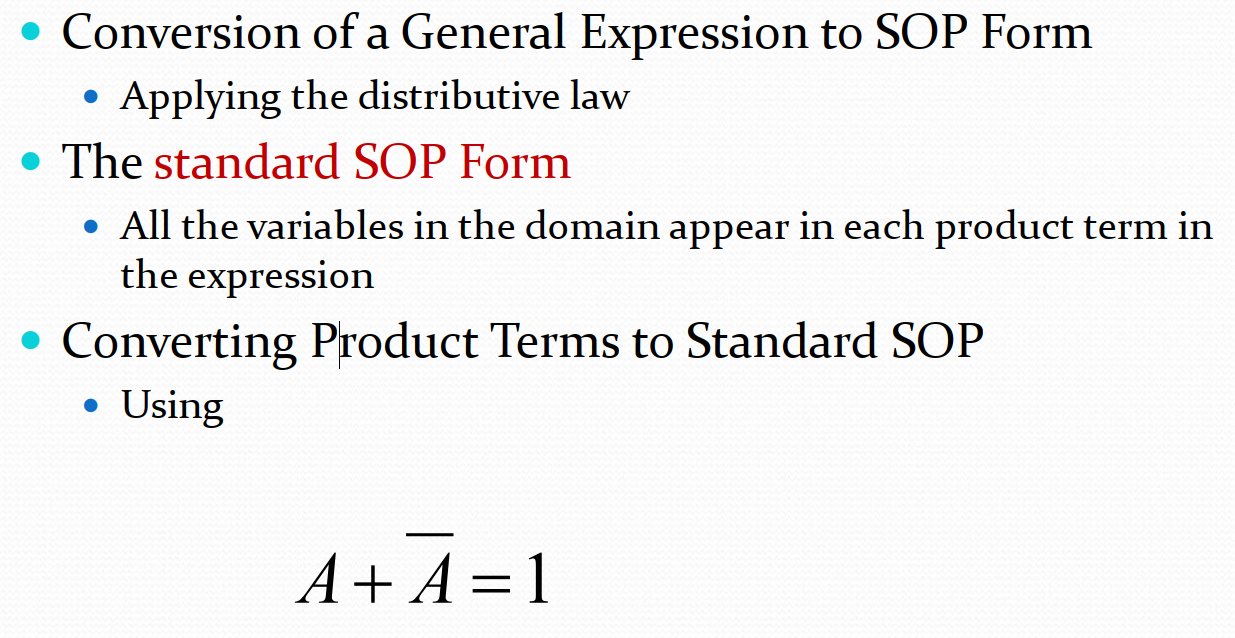 Conversion of a General Expression to SOP Form
Applying the distributive law
The standard SOP Form
All the variables in the domain appear in each product term in
the expression
Converting Product Terms to Standard SOP
Using
A + A̅ = 1